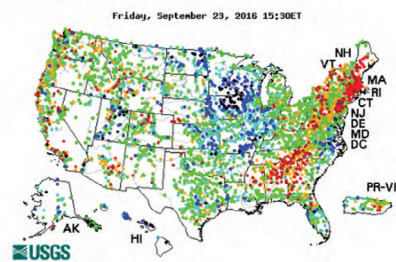 Friday, September 23, 2016 15:30ET
NH
VT
MA
RI
CT
NJ
DE
MD
DC
PR-VI
AK
HI
USGS